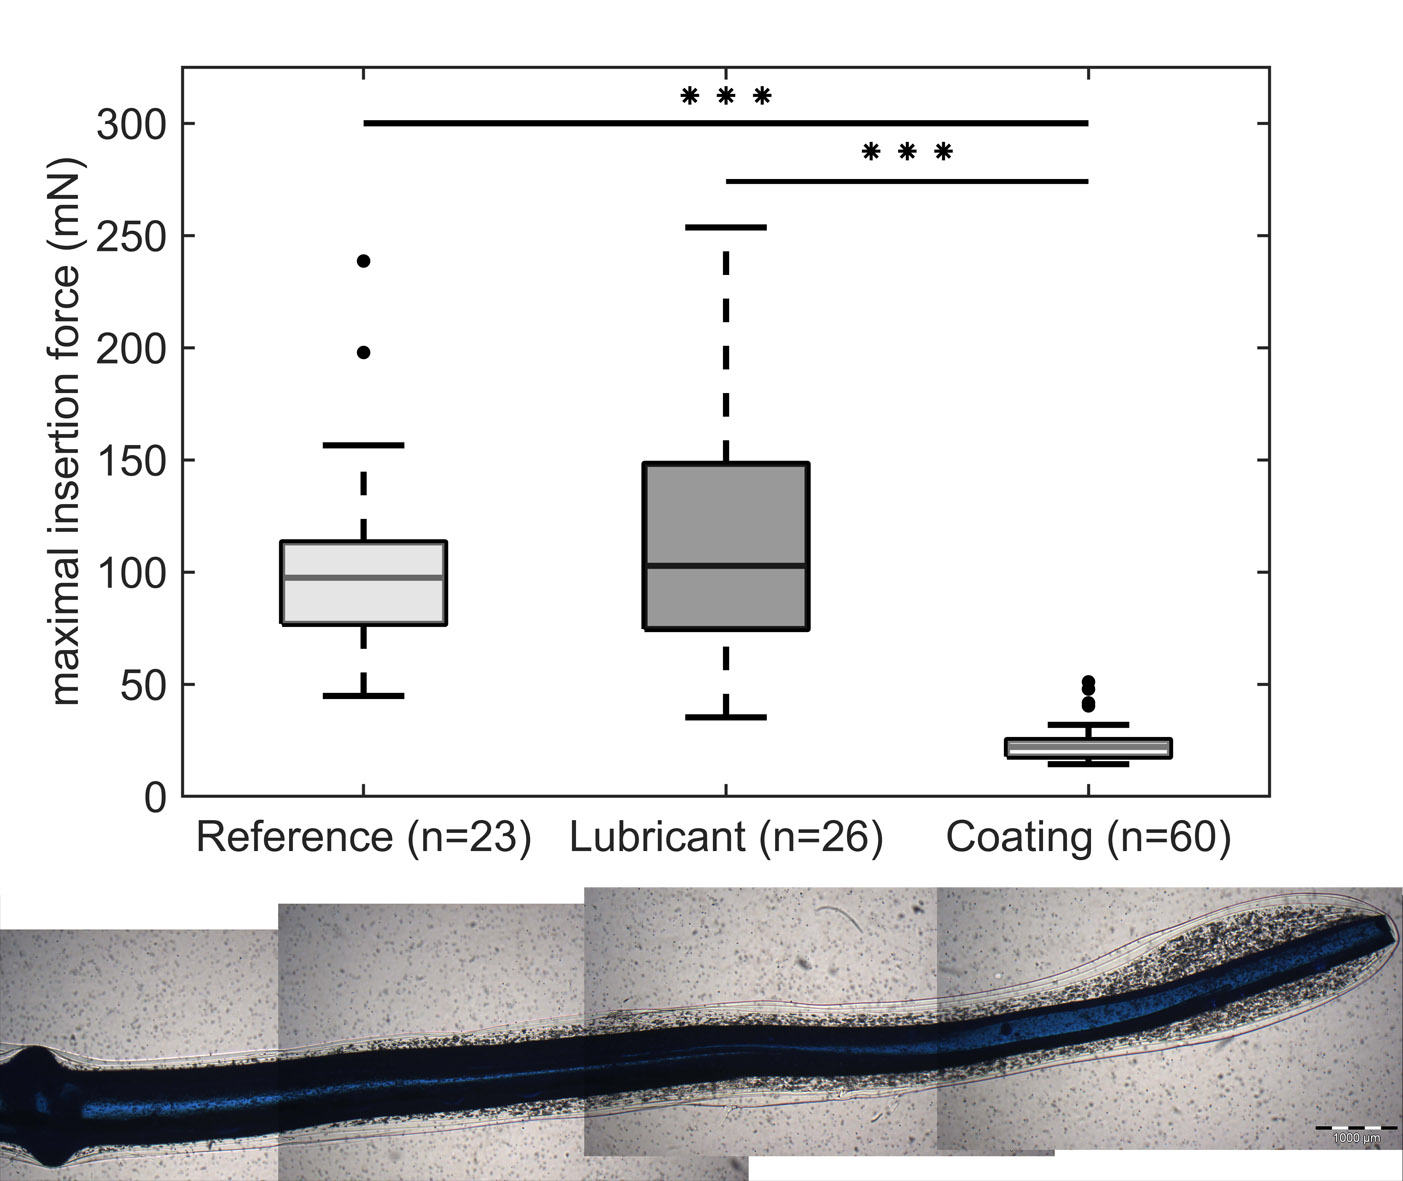 maximal insertion force (mN)
300
250
200
150
100
50
0
* * *
* * *
Reference (n=23)
Lubricant (n=26)
Coating (n=60)
1000 µm